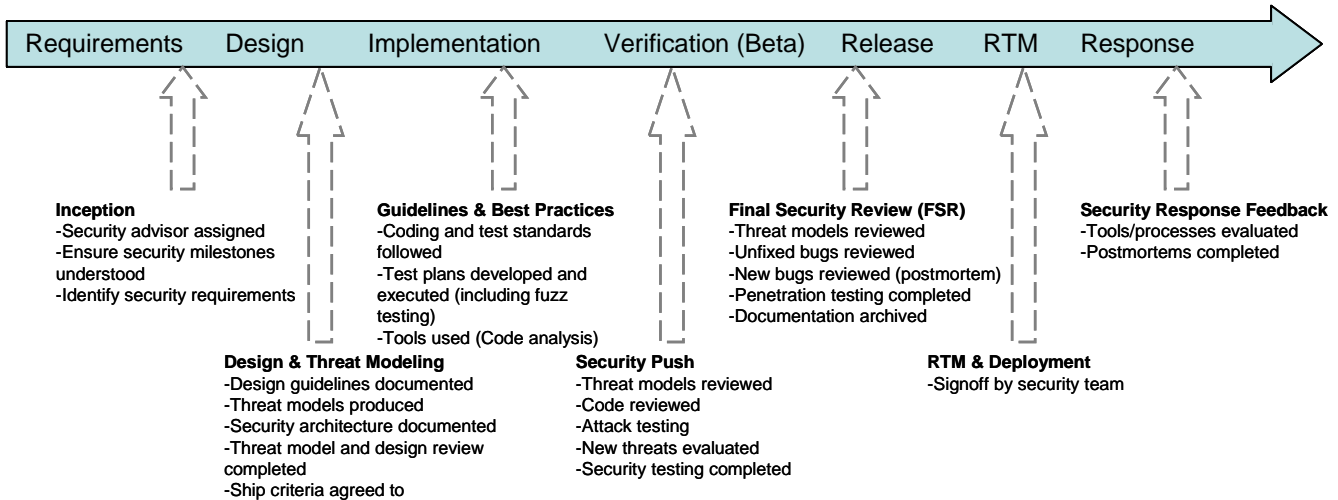 Requirements Design Implementation Verification (Beta) Release RTM Response
Inception
-Security advisor assigned
-Ensure security milestones
understood
-Identify security requirements
Guidelines & Best Practices
-Coding and test standards
followed
-Test plans developed and
executed (including fuzz
testing)
-Tools used (Code analysis)
Final Security Review (FSR)
-Threat models reviewed
-Unfixed bugs reviewed
-New bugs reviewed (postmortem)
-Penetration testing completed
-Documentation archived
Security Response Feedback
-Tools/processes evaluated
-Postmortems completed
Design & Threat Modeling
-Design guidelines documented
-Threat models produced
-Security architecture documented
-Threat model and design review
completed
-Ship criteria agreed to
Security Push
-Threat models reviewed
-Code reviewed
-Attack testing
-New threats evaluated
-Security testing completed
RTM & Deployment
-Signoff by security team